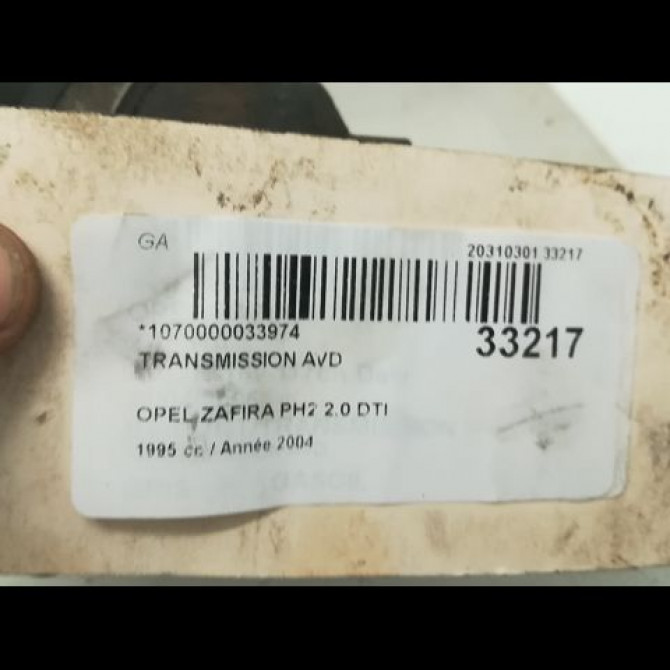 GA
20310301 33217
*1070000033974
33217
TRANSMISSION AVD
OPEL ZAFIRA PH2 2.0 DTI
1995 cc / Année 2004